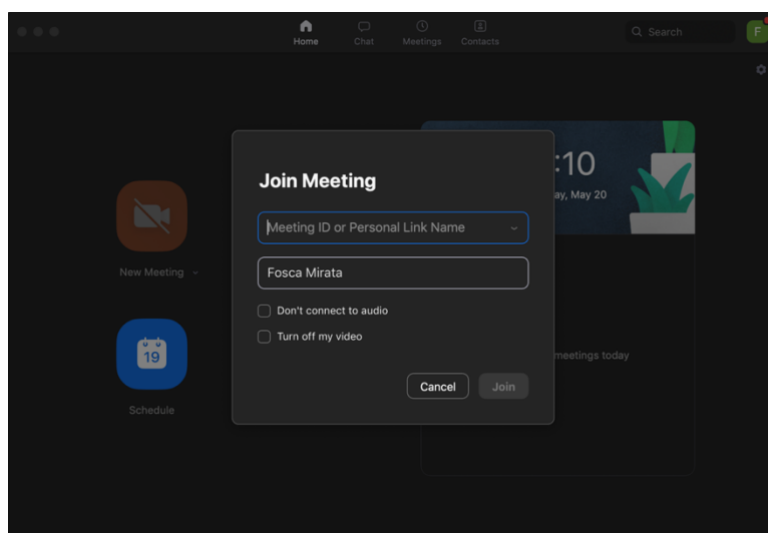 Home
Chat
Meetings
Contacts
Search
F
:10
ay, May 20
Join Meeting
Meeting ID or Personal Link Name
Fosca Mirata
Don't connect to audio
Turn off my video
Cancel
Join
New Meeting
19
Schedule
meetings today